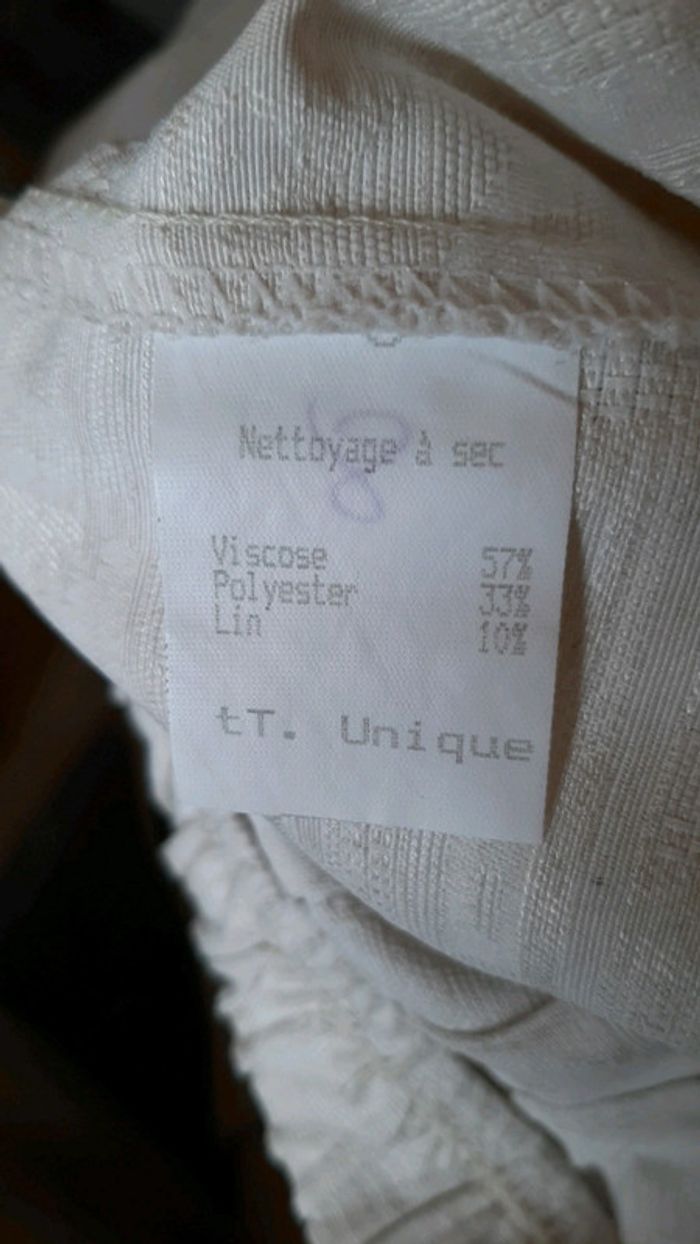 Nettoyage à sec
Viscose 57%
Polyester 33%
Lin 10%
tT. Unique